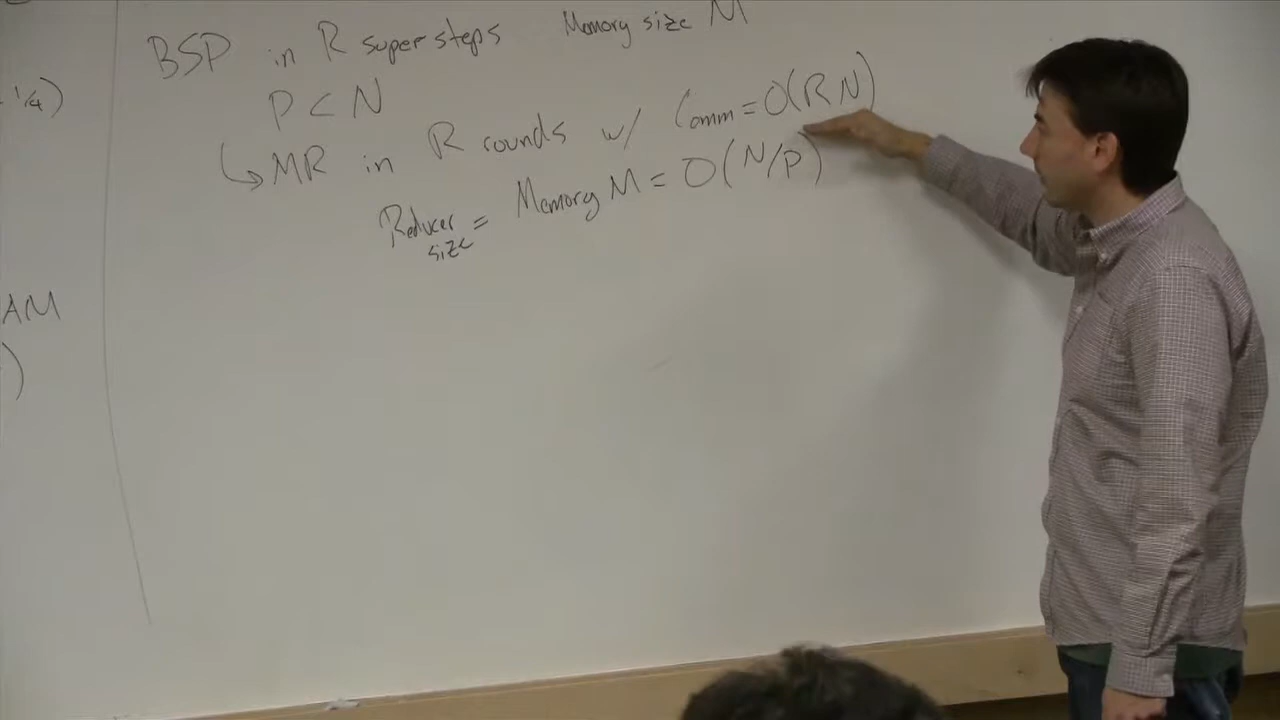 BSP in R supersteps Memory size M
P < N
↳ MR in R rounds w/ Comm = O(RN)
Reducer size = Memory M = O(N/P)
1/4)
AM
)